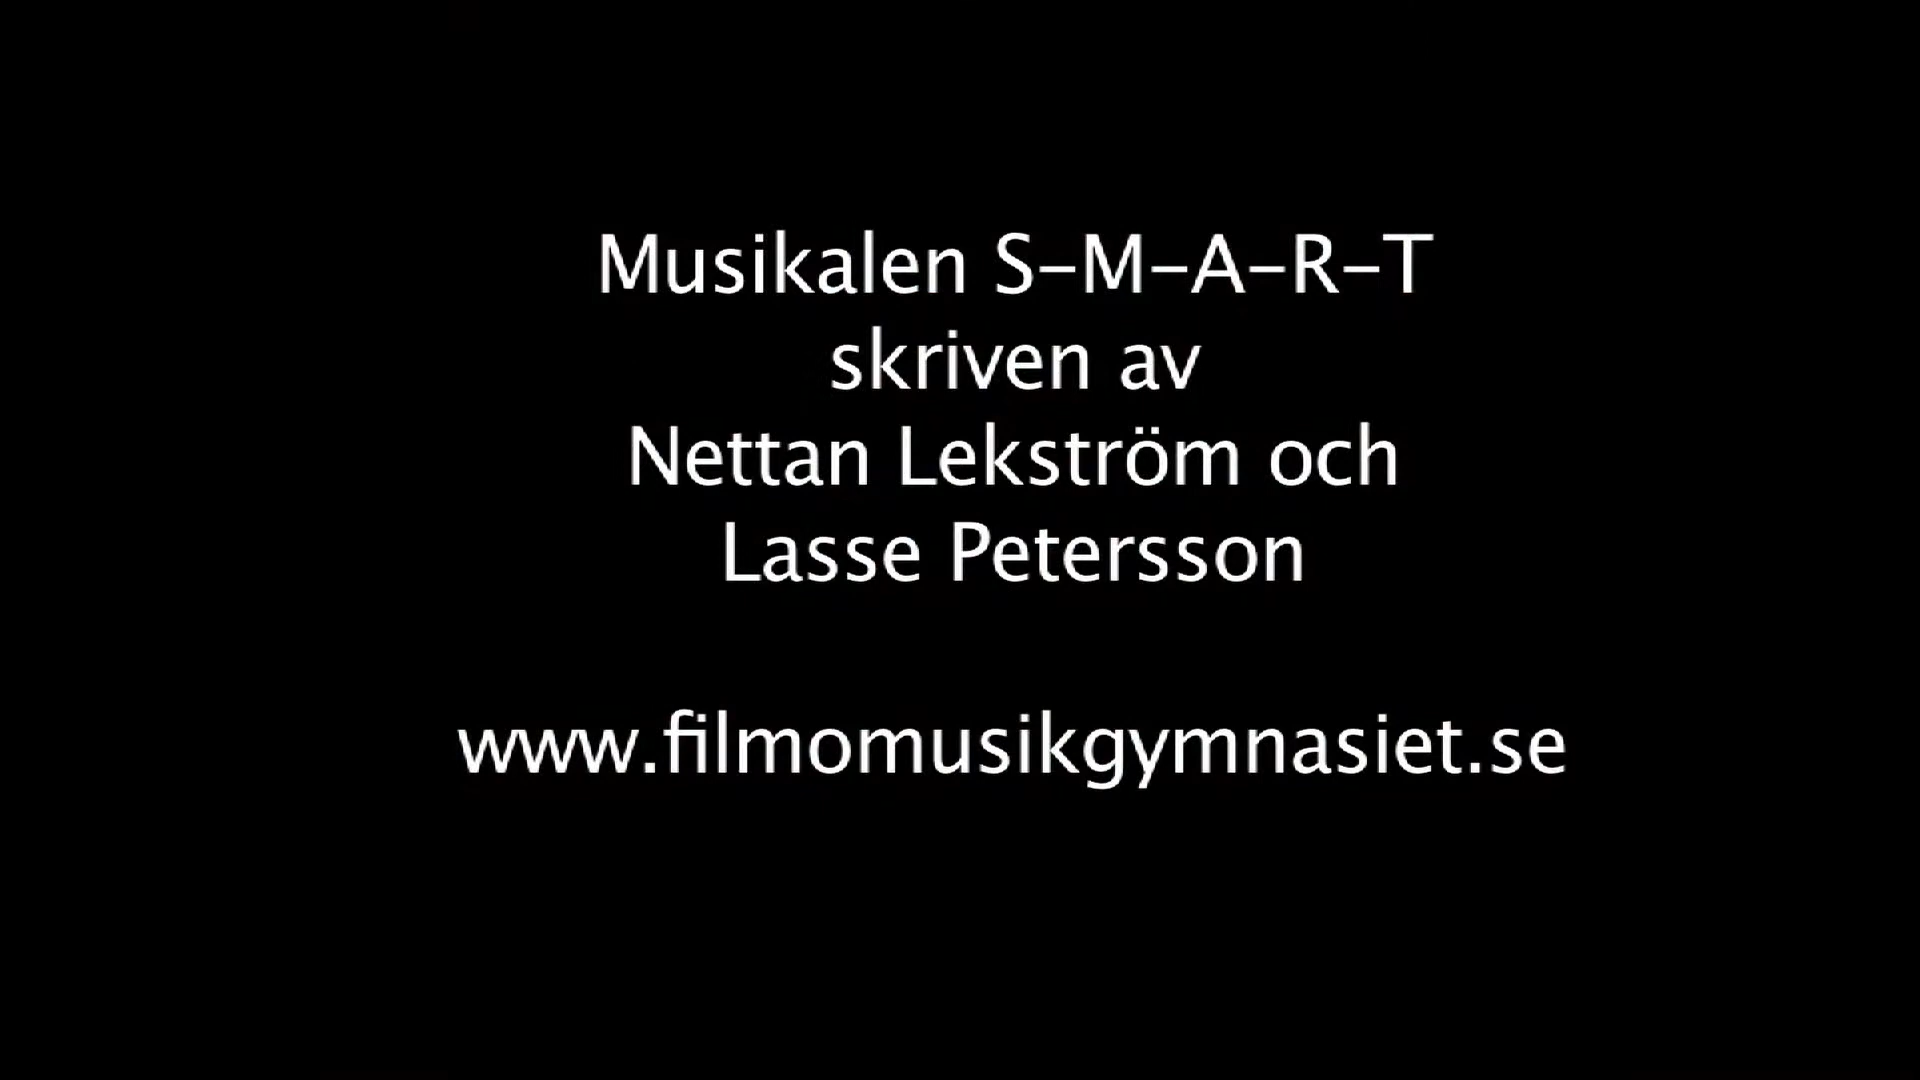 Musikalen S-M-A-R-T
skriven av
Nettan Lekström och
Lasse Petersson
www.filmomusikgymnasiet.se